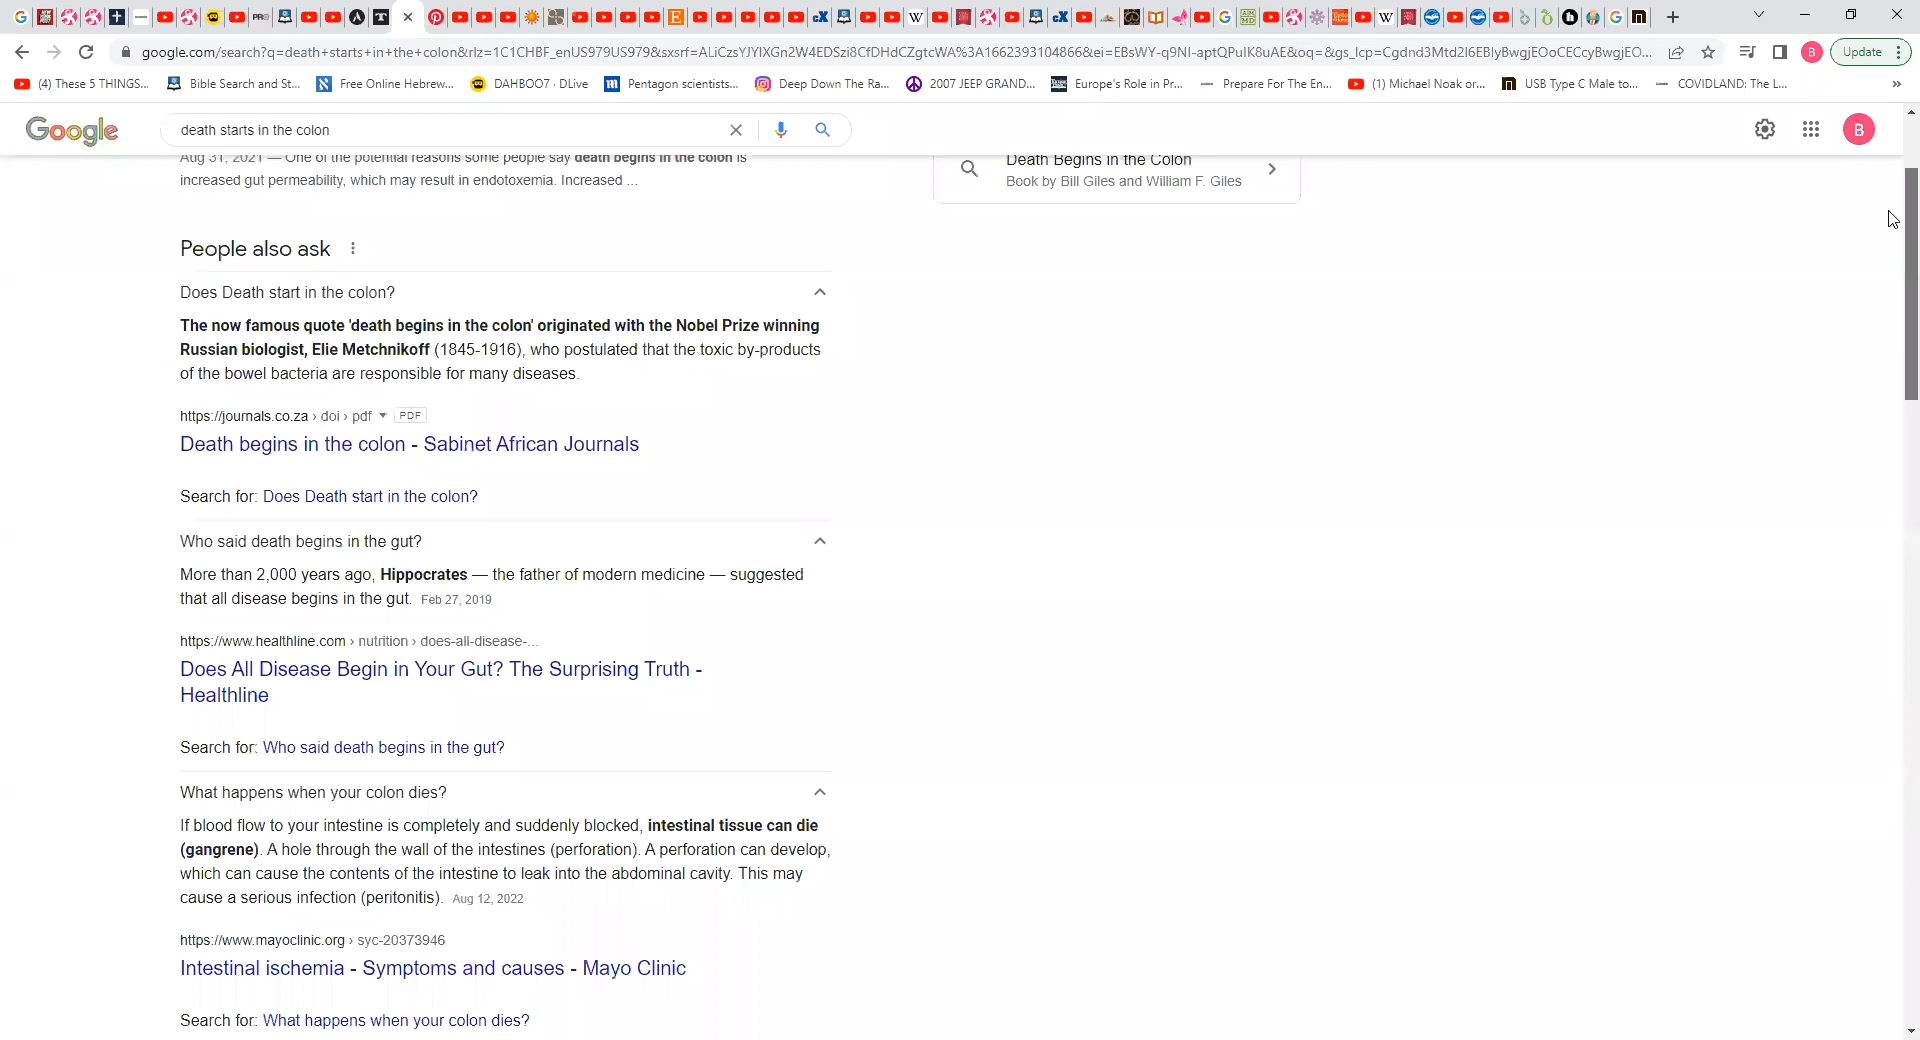 google.com/search?q=death+starts+in+the+colon&rlz=1C1CHBF_enUS979US979&sxsrf=ALiCzsYJYIXGn2W4EDSzi8CfDHdCZgtcWA%3A1662393104866&ei=EBsWY-q9NI-aptQPulK8uAE&oq=&gs_lcp=Cgdnd3Mtd2l6EBIyBwgjEOoCECcyBwgjEO...
Update
(4) These 5 THINGS...
Bible Search and St...
Free Online Hebrew...
DAHBOO7 · DLive
Pentagon scientists...
Deep Down The Ra...
2007 JEEP GRAND...
Europe's Role in Pr...
Prepare For The En...
(1) Michael Noak or...
USB Type C Male to...
COVIDLAND: The L...
Google
death starts in the colon
B
Aug 31, 2021 — One of the potential reasons some people say death begins in the colon is
increased gut permeability, which may result in endotoxemia. Increased ...
Death Begins in the Colon
Book by Bill Giles and William F. Giles
People also ask
Does Death start in the colon?
The now famous quote 'death begins in the colon' originated with the Nobel Prize winning
Russian biologist, Elie Metchnikoff (1845-1916), who postulated that the toxic by-products
of the bowel bacteria are responsible for many diseases.
https://journals.co.za › doi › pdf PDF
Death begins in the colon - Sabinet African Journals
Search for: Does Death start in the colon?
Who said death begins in the gut?
More than 2,000 years ago, Hippocrates — the father of modern medicine — suggested
that all disease begins in the gut. Feb 27, 2019
https://www.healthline.com › nutrition › does-all-disease-...
Does All Disease Begin in Your Gut? The Surprising Truth -
Healthline
Search for: Who said death begins in the gut?
What happens when your colon dies?
If blood flow to your intestine is completely and suddenly blocked, intestinal tissue can die
(gangrene). A hole through the wall of the intestines (perforation). A perforation can develop,
which can cause the contents of the intestine to leak into the abdominal cavity. This may
cause a serious infection (peritonitis). Aug 12, 2022
https://www.mayoclinic.org › syc-20373946
Intestinal ischemia - Symptoms and causes - Mayo Clinic
Search for: What happens when your colon dies?